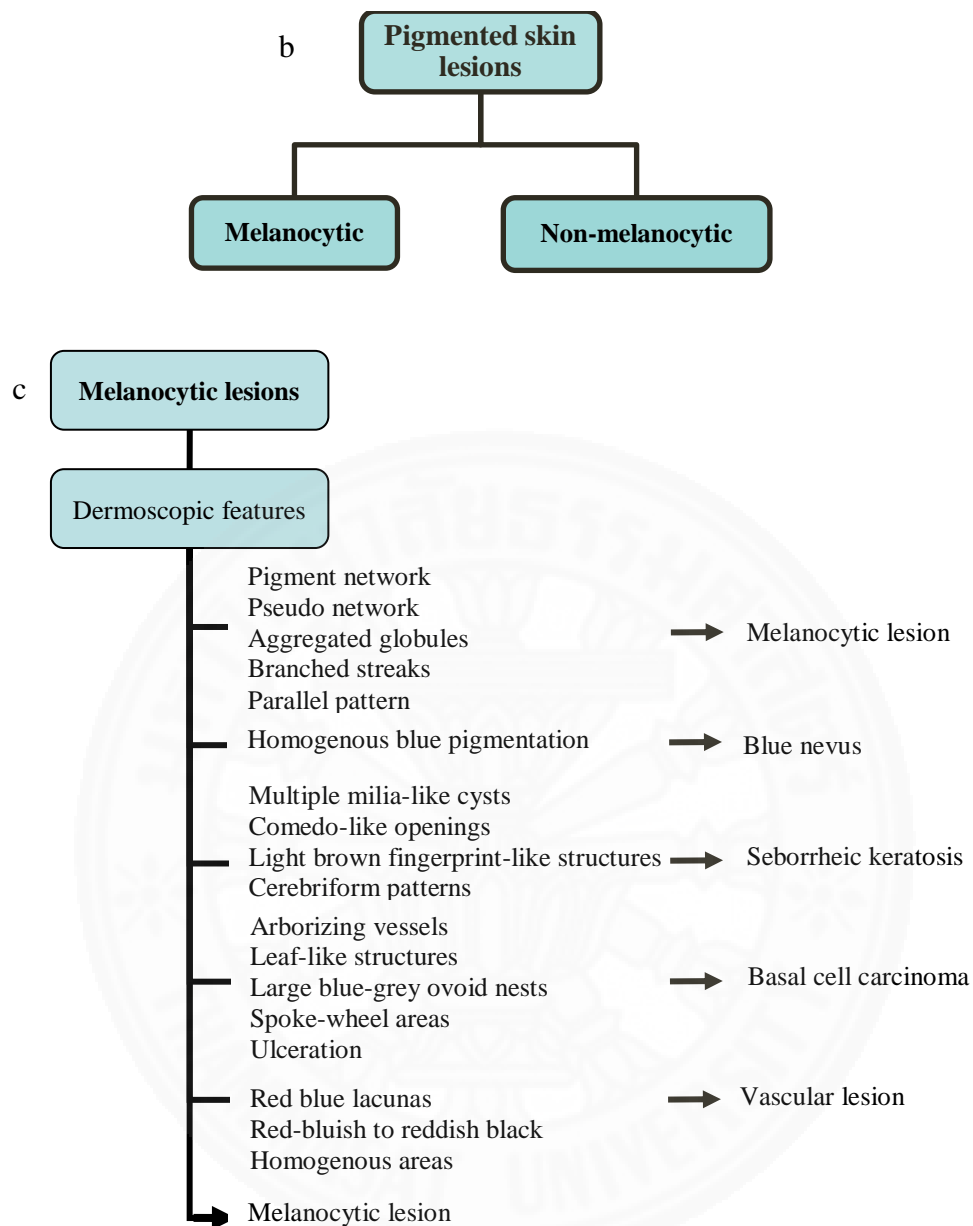 b
Pigmented skin
lesions
Melanocytic
Non-melanocytic
c
Melanocytic lesions
Dermoscopic features
Pigment network
Pseudo network
Aggregated globules
Branched streaks
Parallel pattern
Melanocytic lesion
Homogenous blue pigmentation
Blue nevus
Multiple milia-like cysts
Comedo-like openings
Light brown fingerprint-like structures
Cerebriform patterns
Seborrheic keratosis
Arborizing vessels
Leaf-like structures
Large blue-grey ovoid nests
Spoke-wheel areas
Ulceration
Basal cell carcinoma
Red blue lacunas
Red-bluish to reddish black
Homogenous areas
Vascular lesion
Melanocytic lesion